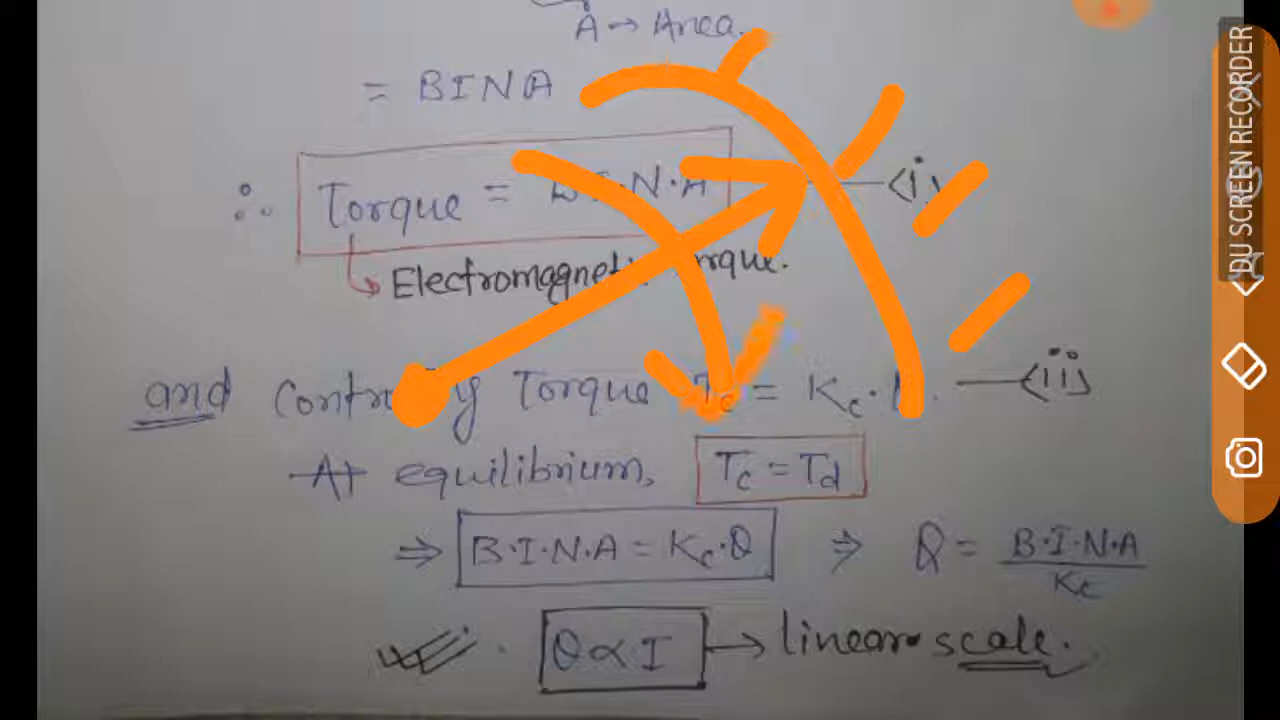 A → Area.
= BINA
∴ Torque = B.I.N.A —(i)
↳ Electromagnetic Torque.
and Controlling Torque Tc = Kc. —(ii)
At equilibrium, Tc = Td
⇒ B.I.N.A = Kc.θ ⇒ θ = B.I.N.A / Kc
θ ∝ I → linear scale.
DU SCREEN RECORDER